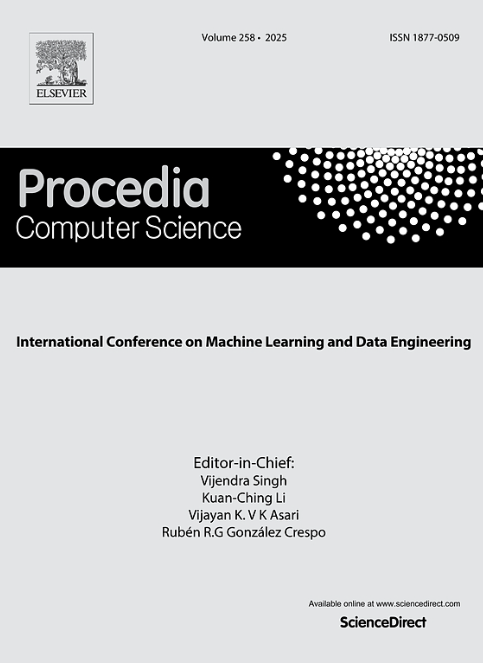 Volume 258 • 2025
ISSN 1877-0509
ELSEVIER
Procedia
Computer Science
International Conference on Machine Learning and Data Engineering
Editor-in-Chief:
Vijendra Singh
Kuan-Ching Li
Vijayan K. V K Asari
Rubén R.G González Crespo
Available online at www.sciencedirect.com
ScienceDirect